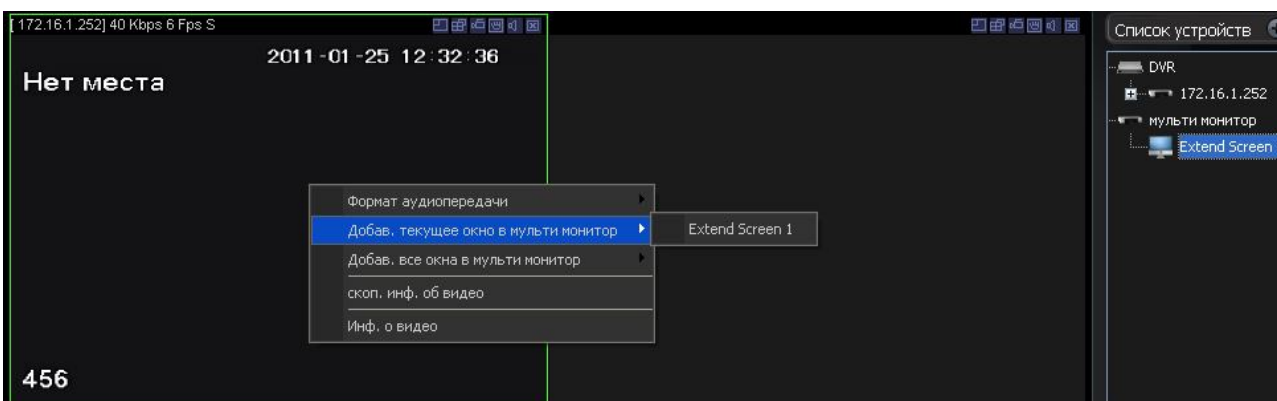 [ 172.16.1.252] 40 Kbps 6 Fps S
2011-01-25 12:32:36
Нет места
Формат аудиопередачи
Добав. текущее окно в мульти монитор
Extend Screen 1
Добав. все окна в мульти монитор
скоп. инф. об видео
Инф. о видео
456
Список устройств
DVR
172.16.1.252
мульти монитор
Extend Screen